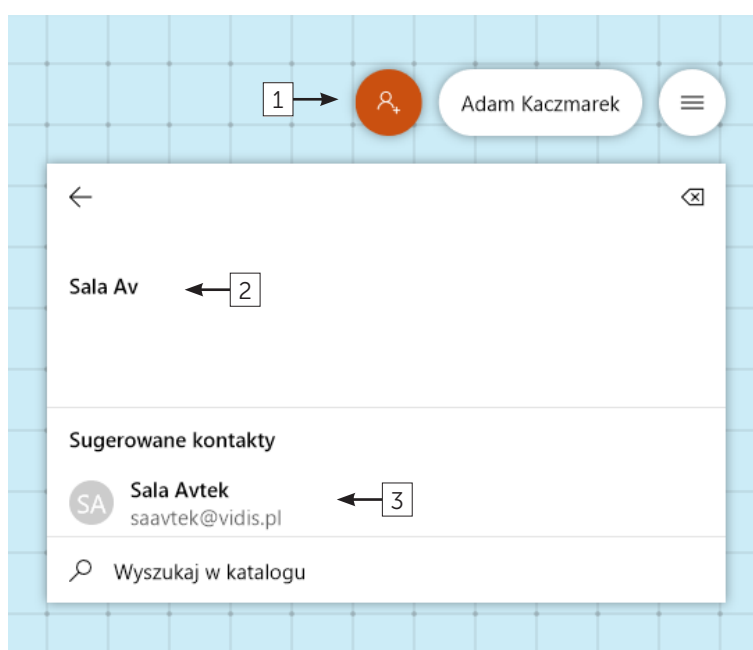 1
Adam Kaczmarek
Sala Av
2
Sugerowane kontakty
SA
Sala Avtek
saavtek@vidis.pl
3
Wyszukaj w katalogu